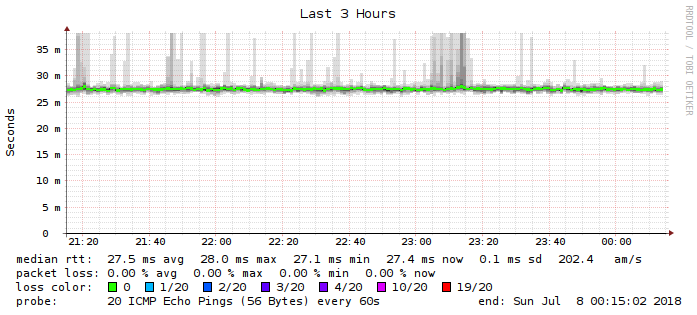 Last 3 Hours
RRDTOOL / TOBI OETIKER
Seconds
35 m
30 m
25 m
20 m
15 m
10 m
5 m
0
21:20 21:40 22:00 22:20 22:40 23:00 23:20 23:40 00:00
median rtt: 27.5 ms avg 28.0 ms max 27.1 ms min 27.4 ms now 0.1 ms sd 202.4 am/s
packet loss: 0.00 % avg 0.00 % max 0.00 % min 0.00 % now
loss color: 0 1/20 2/20 3/20 4/20 10/20 19/20
probe: 20 ICMP Echo Pings (56 Bytes) every 60s end: Sun Jul 8 00:15:02 2018